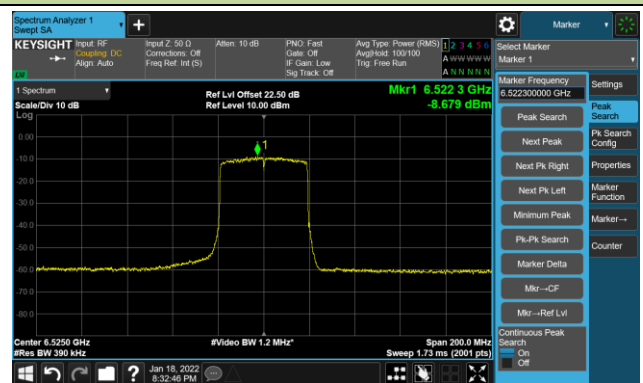 Spectrum Analyzer 1
Swept SA
+
Marker
KEYSIGHT
Input: RF
Coupling: DC
Align: Auto
Input Z: 50 Ω
Corrections: Off
Freq Ref: Int (S)
Atten: 10 dB
PNO: Fast
Gate: Off
IF Gain: Low
Sig Track: Off
Avg Type: Power (RMS)
Avg|Hold: 100/100
Trig: Free Run
1 2 3 4 5 6
A W W W W W
A N N N N N
Select Marker
Marker 1
LVI
1 Spectrum
Scale/Div 10 dB
Log
Ref Lvl Offset 22.50 dB
Ref Level 10.00 dBm
Mkr1 6.522 3 GHz
-8.679 dBm
0.00
-10.0
-20.0
-30.0
-40.0
-50.0
-60.0
-70.0
-80.0
1
Center 6.5250 GHz
#Res BW 390 kHz
#Video BW 1.2 MHz*
Span 200.0 MHz
Sweep 1.73 ms (2001 pts)
Marker Frequency
6.522300000 GHz
Peak Search
Next Peak
Next Pk Right
Next Pk Left
Minimum Peak
Pk-Pk Search
Marker Delta
Mkr→CF
Mkr→Ref Lvl
Continuous Peak
Search
On
Off
Settings
Peak
Search
Pk Search
Config
Properties
Marker
Function
Marker→
Counter
?
Jan 18, 2022
8:32:46 PM